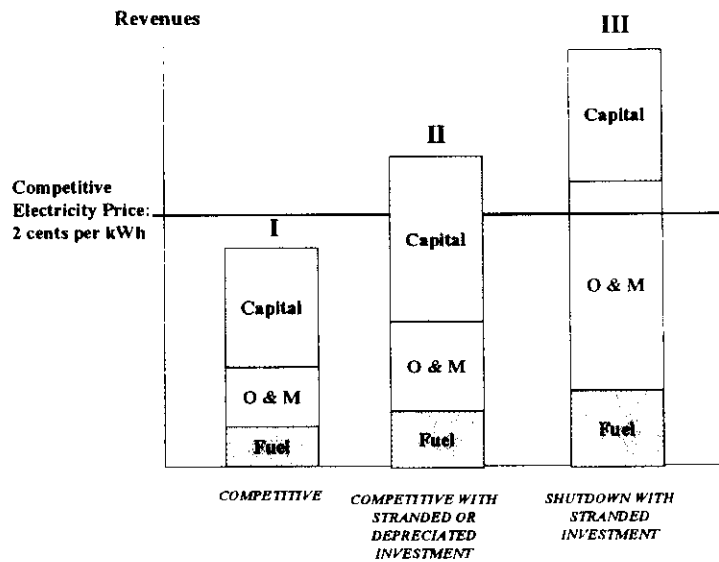 Revenues
III
Capital
II
Competitive
Electricity Price:
2 cents per kWh
I
Capital
O & M
Capital
O & M
O & M
Fuel
Fuel
Fuel
COMPETITIVE
COMPETITIVE WITH
STRANDED OR
DEPRECIATED
INVESTMENT
SHUTDOWN WITH
STRANDED
INVESTMENT